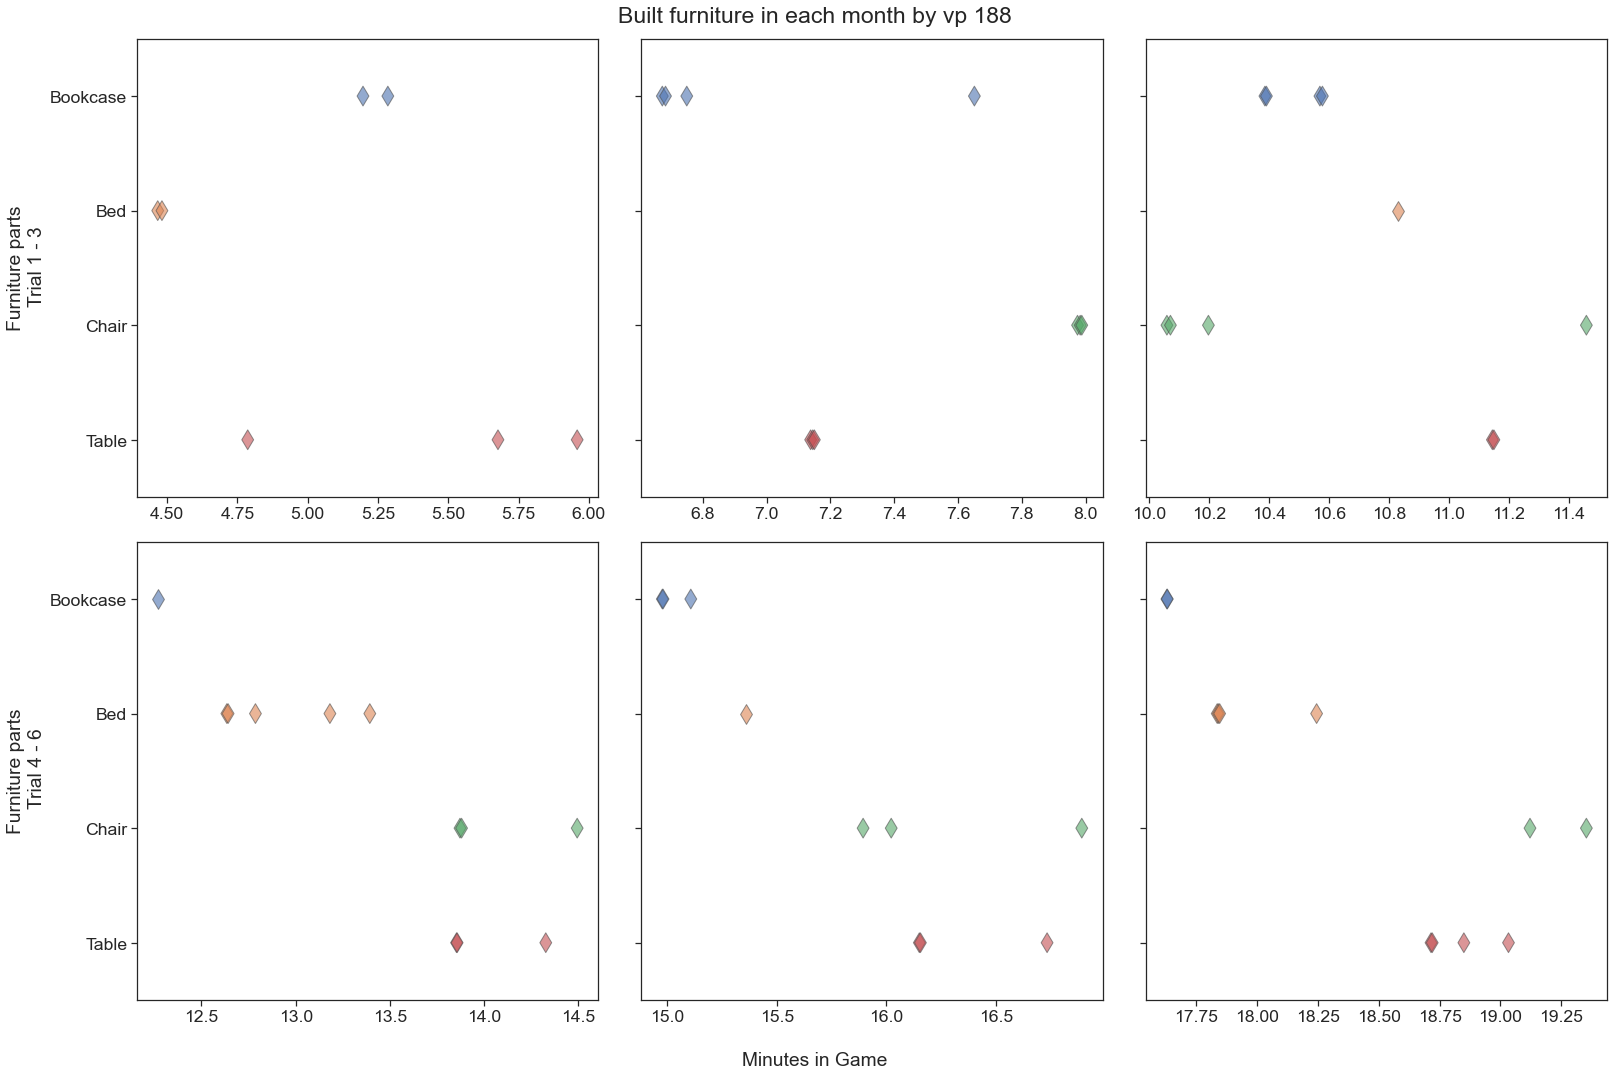 Built furniture in each month by vp 188
Furniture parts
Trial 1 - 3
Bookcase
Bed
Chair
Table
4.50 4.75 5.00 5.25 5.50 5.75 6.00
6.8 7.0 7.2 7.4 7.6 7.8 8.0
10.0 10.2 10.4 10.6 10.8 11.0 11.2 11.4
Furniture parts
Trial 4 - 6
Bookcase
Bed
Chair
Table
12.5 13.0 13.5 14.0 14.5
15.0 15.5 16.0 16.5
17.75 18.00 18.25 18.50 18.75 19.00 19.25
Minutes in Game